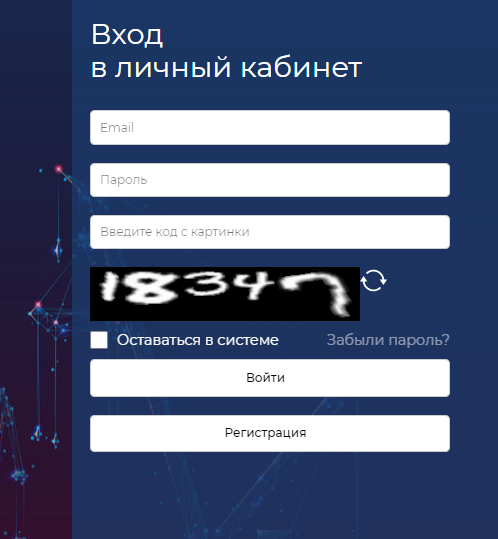 Вход
в личный кабинет
Email
Пароль
Введите код с картинки
18347
Оставаться в системе
Забыли пароль?
Войти
Регистрация